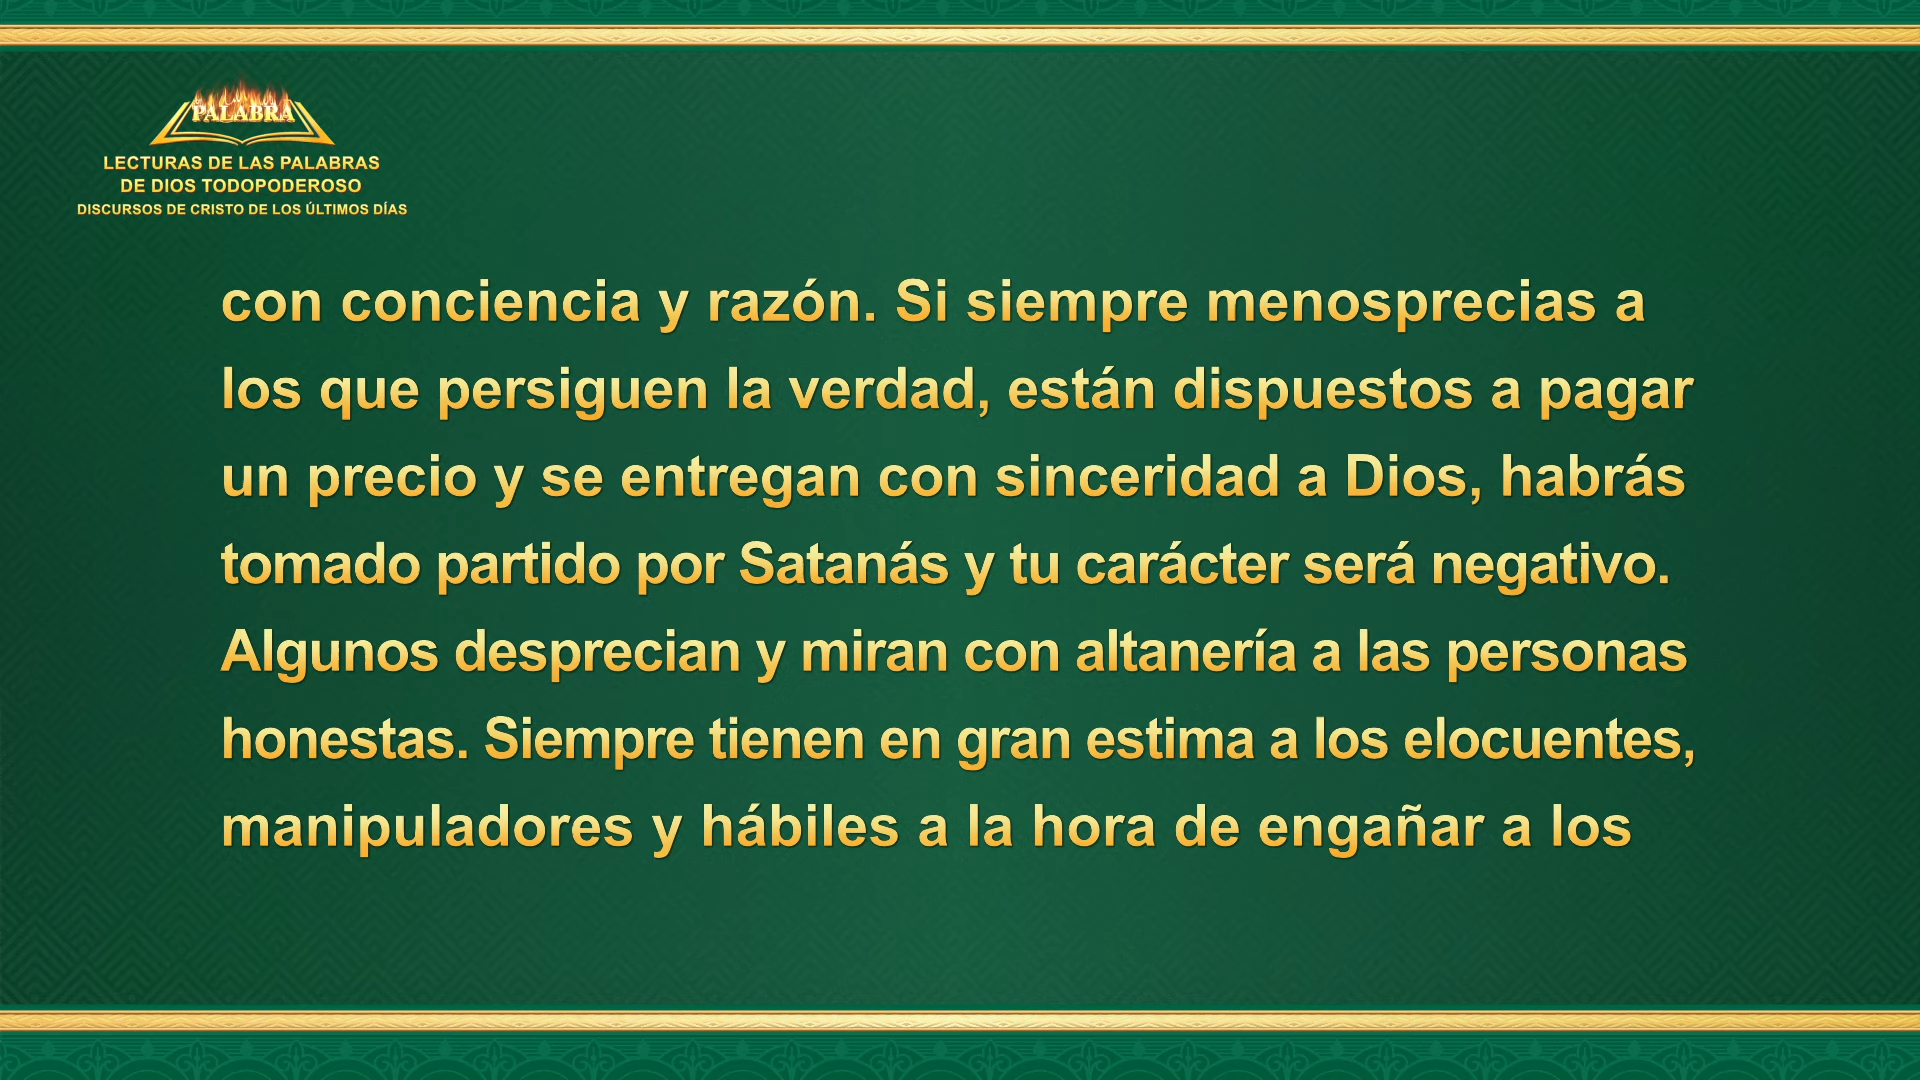 PALABRA
LECTURAS DE LAS PALABRAS
DE DIOS TODOPODEROSO
DISCURSOS DE CRISTO DE LOS ÚLTIMOS DÍAS
con conciencia y razón. Si siempre menosprecias a
los que persiguen la verdad, están dispuestos a pagar
un precio y se entregan con sinceridad a Dios, habrás
tomado partido por Satanás y tu carácter será negativo.
Algunos desprecian y miran con altanería a las personas
honestas. Siempre tienen en gran estima a los elocuentes,
manipuladores y hábiles a la hora de engañar a los